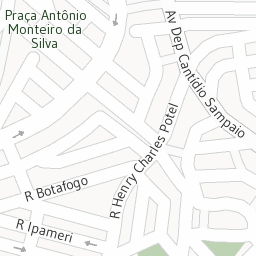 Praça Antônio
Monteiro da
Silva
Av Dep Cantídio Sampaio
R Henry Charles Potel
R Botafogo
R Ipameri